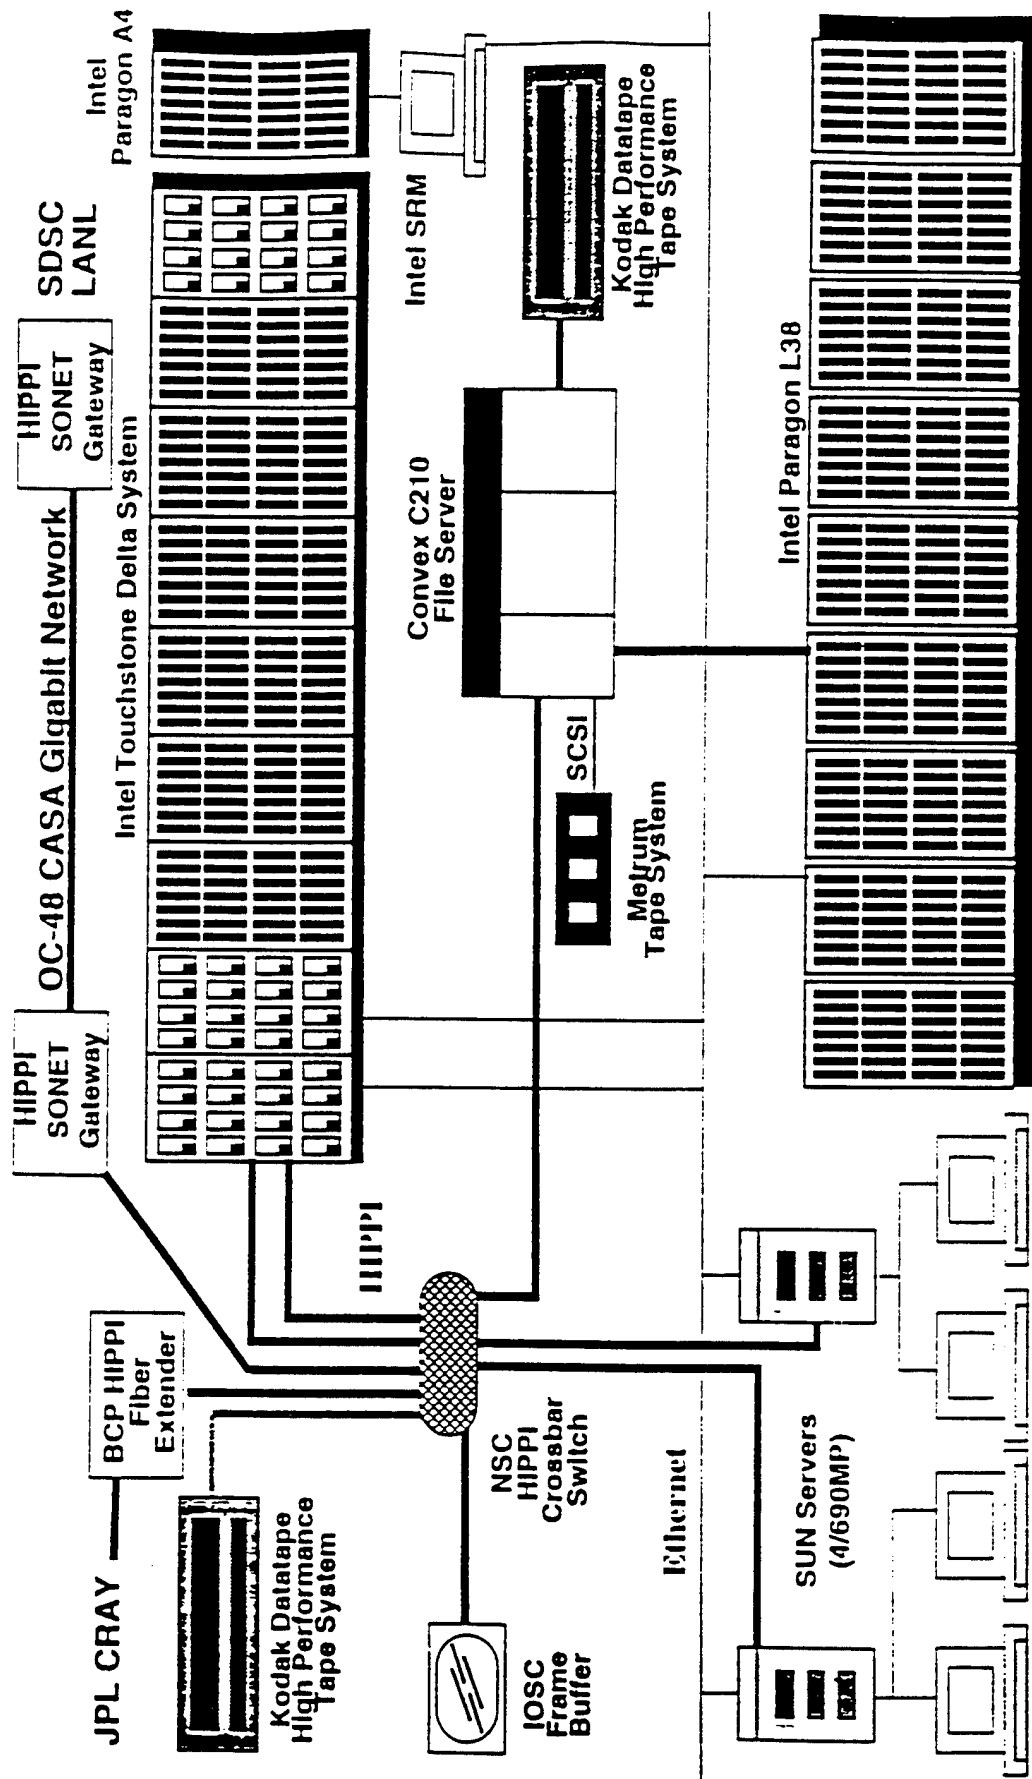 JPL CRAY
BCP HIPPI
Fiber
Extender
HIPPI
SONET
Gateway
OC-48 CASA Gigabit Network
HIPPI
SONET
Gateway
SDSC
LANL
Intel Touchstone Delta System
Intel
Paragon A4
Kodak Datatape
High Performance
Tape System
HIPPI
Intel SRM
IOSC
Frame
Buffer
NSC
HIPPI
Crossbar
Switch
Convex C210
File Server
SCSI
Metrum
Tape System
Kodak Datatape
High Performance
Tape System
Ethernet
SUN Servers
(4/690MP)
Intel Paragon L38